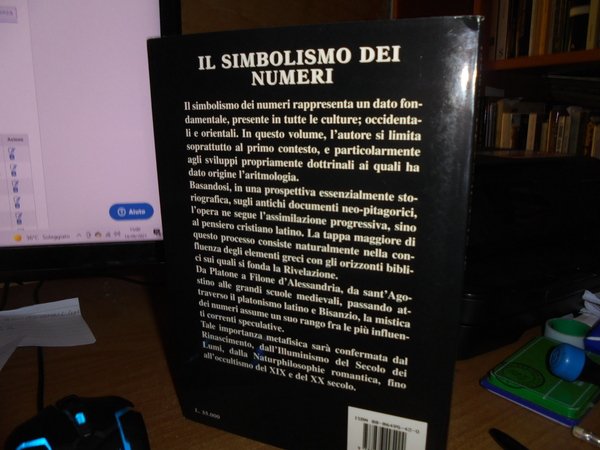 IL SIMBOLISMO DEI
NUMERI
Il simbolismo dei numeri rappresenta un dato fon-
damentale, presente in tutte le culture; occidenta-
li e orientali. In questo volume, l'autore si limita
soprattutto al primo contesto, e particolarmente
agli sviluppi propriamente dottrinali ai quali ha
dato origine l'aritmologia.
Basandosi, in una prospettiva essenzialmente sto-
riografica, sugli antichi documenti neo-pitagorici,
l'opera ne segue l'assimilazione progressiva, sino
al pensiero cristiano latino. La tappa maggiore di
questo processo consiste naturalmente nella con-
fluenza degli elementi greci con gli orizzonti bibli-
ci sui quali si fonda la Rivelazione.
Da Platone a Filone d'Alessandria, da sant'Ago-
stino alle grandi scuole medievali, passando at-
traverso il platonismo latino e Bisanzio, la mistica
dei numeri assume un suo rango fra le più influen-
ti correnti speculative.
Tale importanza metafisica sarà confermata dal
Rinascimento, dall'Illuminismo del Secolo dei
Lumi, dalla Naturphilosophie romantica, fino
all'occultismo del XIX e del XX secolo.
L. 35.000
Aiuto
Soleggiato